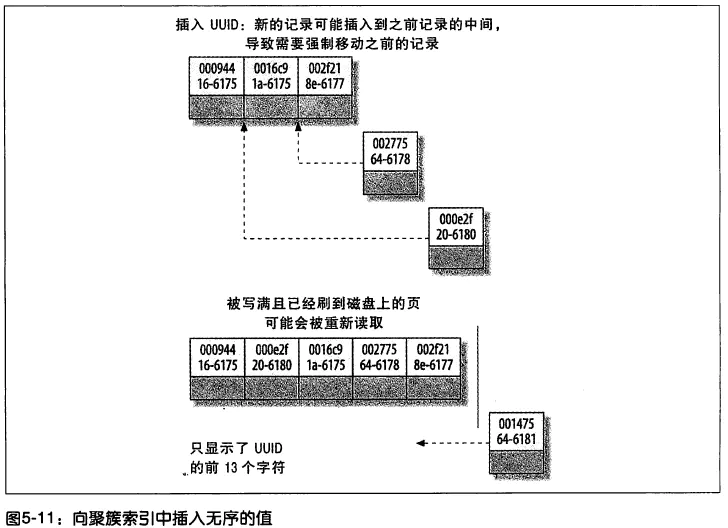 插入 UUID：新的记录可能插入到之前记录的中间，
导致需要强制移动之前的记录
000944 0016c9 002f21
16-6175 1a-6175 8e-6177
002775
64-6178
000e2f
20-6180
被写满且已经刷到磁盘上的页
可能会被重新读取
000944 000e2f 0016c9 002775 002f21
16-6175 20-6180 1a-6175 64-6178 8e-6177
001475
64-6181
只显示了 UUID
的前 13 个字符
图5-11：向聚簇索引中插入无序的值